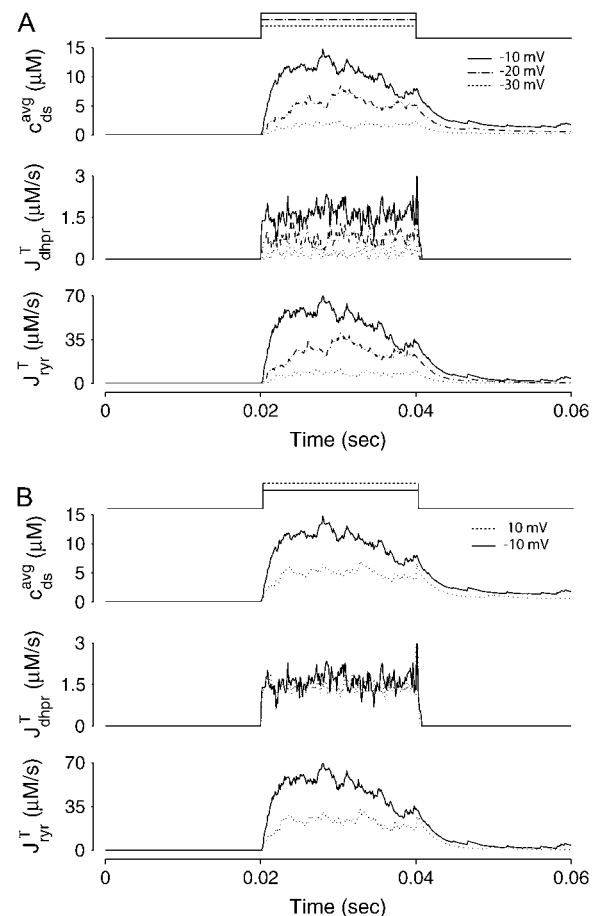 A
-10 mV
-20 mV
-30 mV
15
10
5
0
c_ds^avg (μM)
3
1.5
0
J_dhpr^T (μM/s)
70
35
0
J_ryr^T (μM/s)
0 0.02 0.04 0.06
Time (sec)
B
10 mV
-10 mV
15
10
5
0
c_ds^avg (μM)
3
1.5
0
J_dhpr^T (μM/s)
70
35
0
J_ryr^T (μM/s)
0 0.02 0.04 0.06
Time (sec)